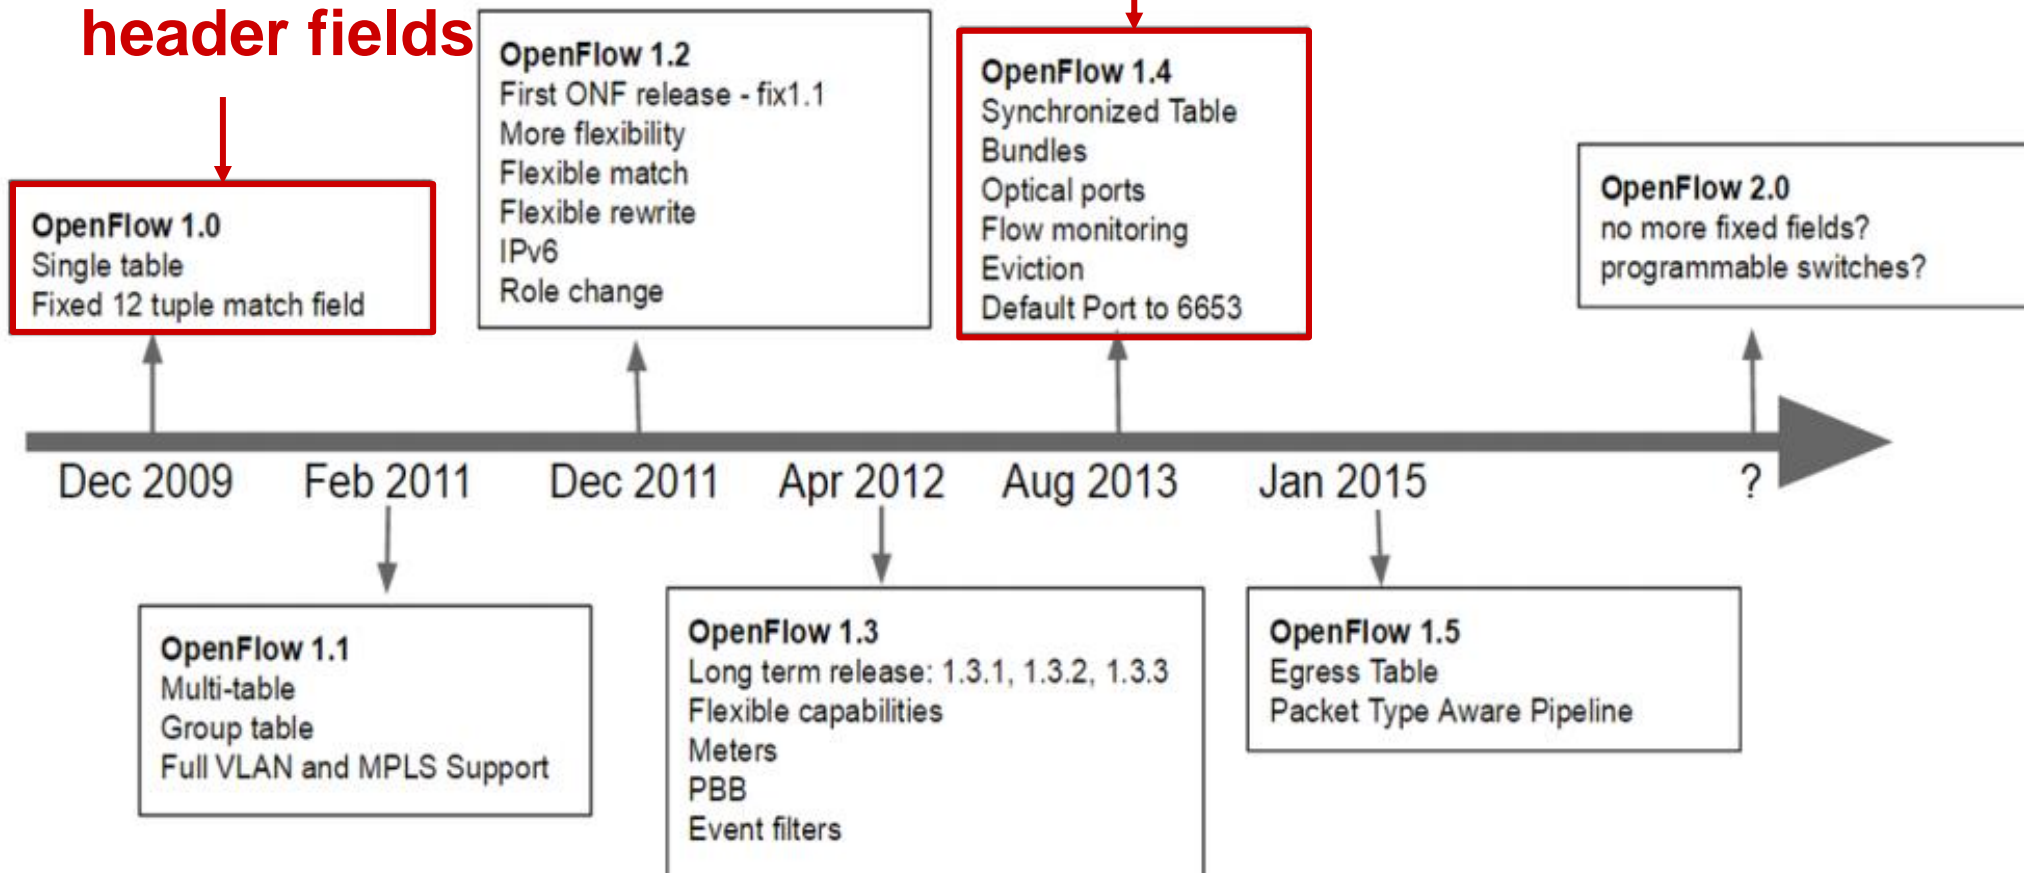 header fields
OpenFlow 1.2
First ONF release - fix1.1
More flexibility
Flexible match
Flexible rewrite
IPv6
Role change
OpenFlow 1.4
Synchronized Table
Bundles
Optical ports
Flow monitoring
Eviction
Default Port to 6653
OpenFlow 2.0
no more fixed fields?
programmable switches?
OpenFlow 1.0
Single table
Fixed 12 tuple match field
Dec 2009
Feb 2011
Dec 2011
Apr 2012
Aug 2013
Jan 2015
?
OpenFlow 1.1
Multi-table
Group table
Full VLAN and MPLS Support
OpenFlow 1.3
Long term release: 1.3.1, 1.3.2, 1.3.3
Flexible capabilities
Meters
PBB
Event filters
OpenFlow 1.5
Egress Table
Packet Type Aware Pipeline